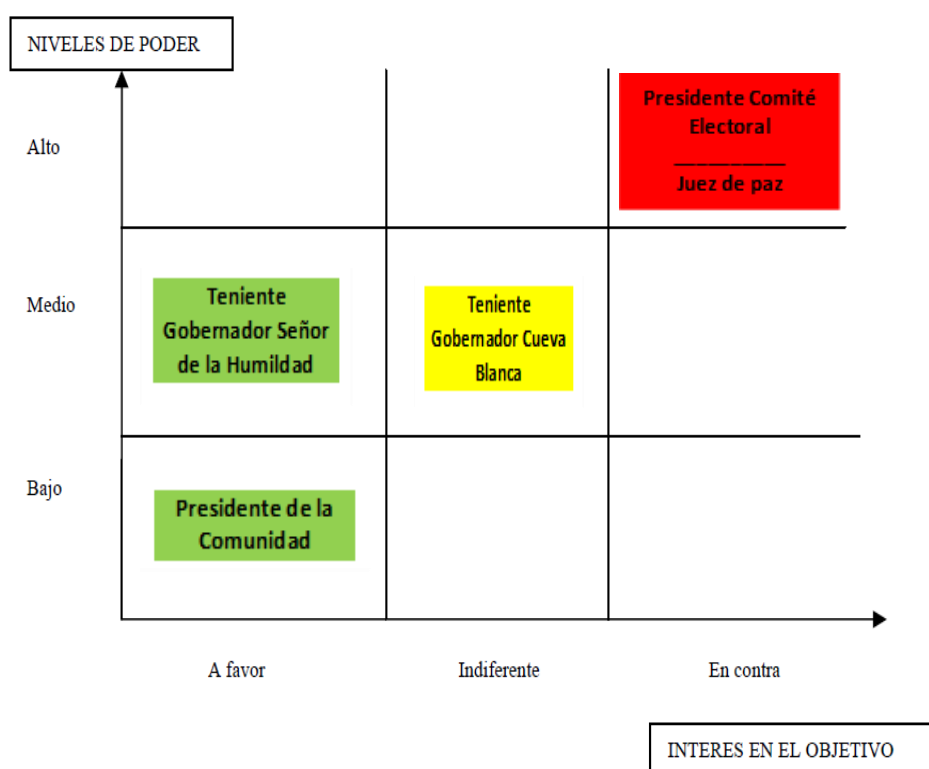 NIVELES DE PODER
Presidente Comité
Electoral
__________
Juez de paz
Alto
Teniente
Gobernador Señor
de la Humildad
Teniente
Gobernador Cueva
Blanca
Medio
Presidente de la
Comunidad
Bajo
A favor
Indiferente
En contra
INTERES EN EL OBJETIVO